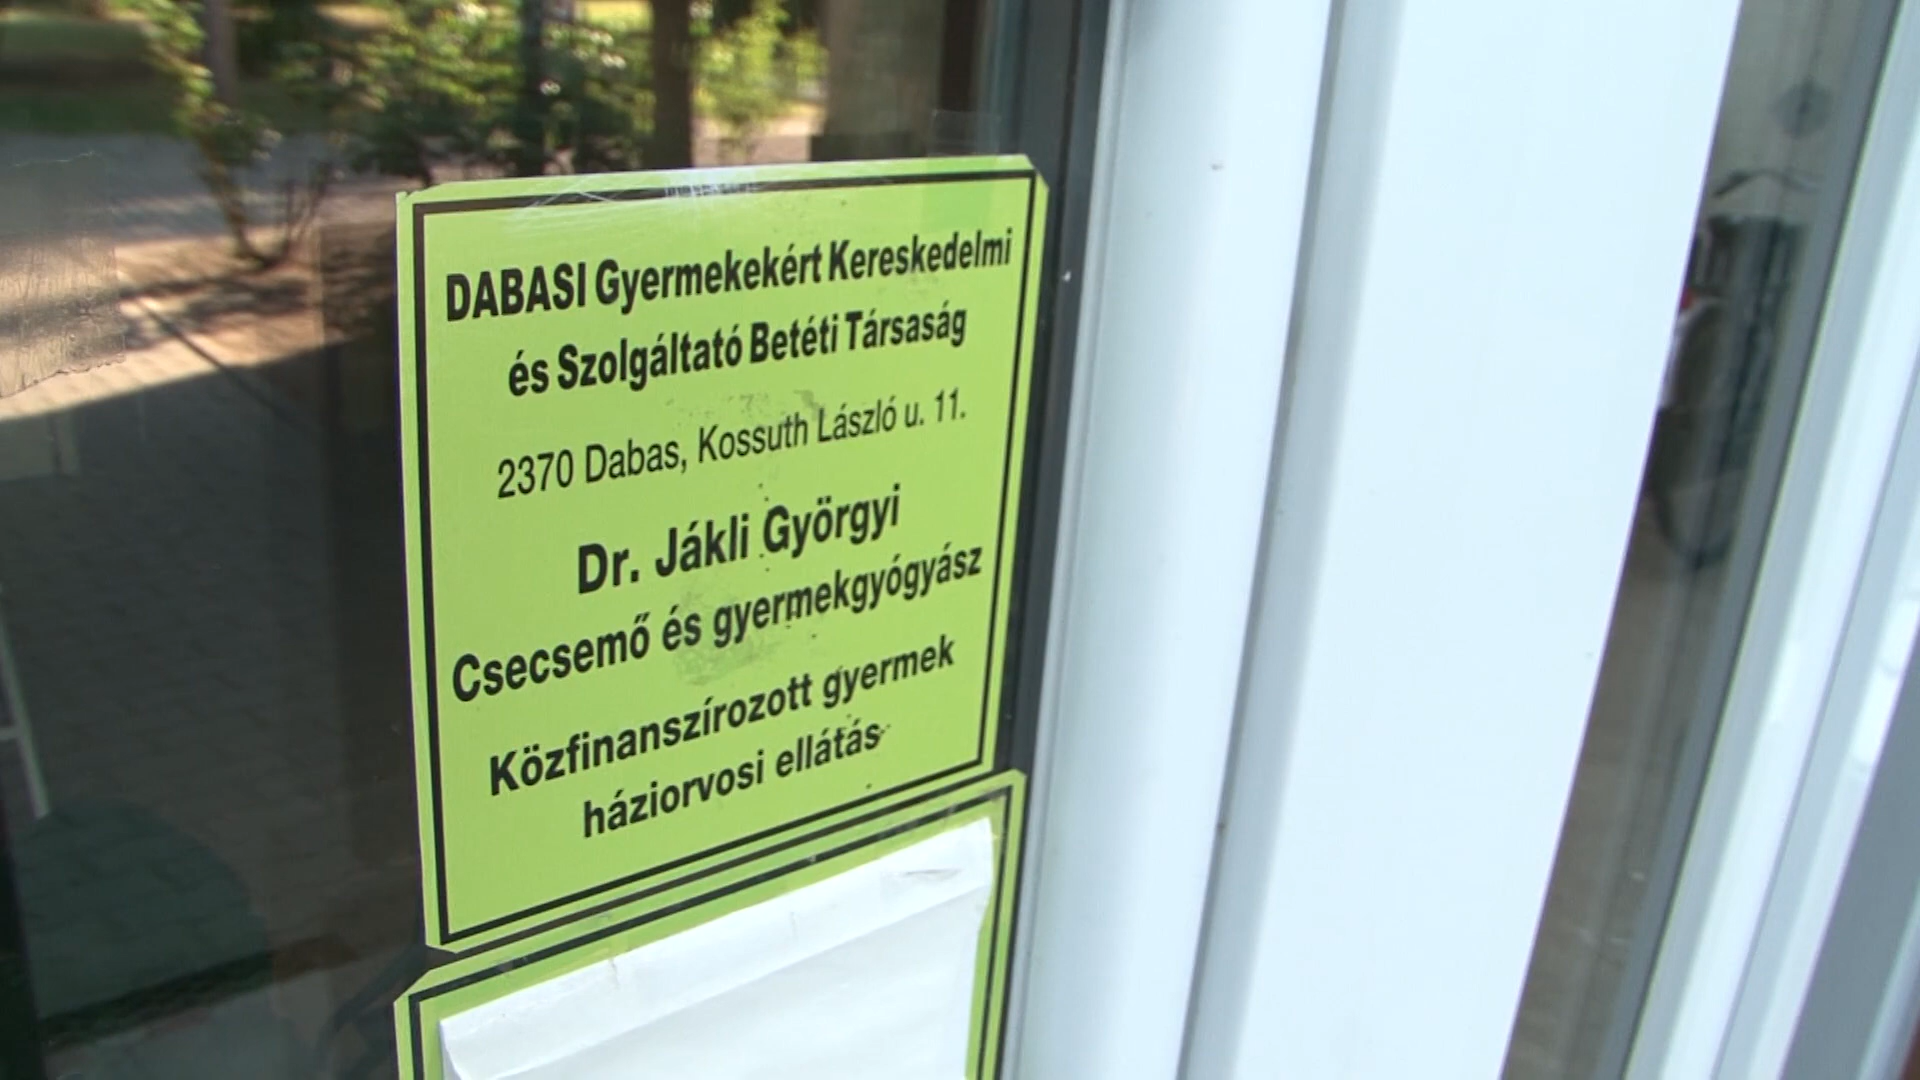 DABASI Gyermekekért Kereskedelmi
és Szolgáltató Betéti Társaság
2370 Dabas, Kossuth László u. 11.
Dr. Jákli Györgyi
Csecsemő és gyermekgyógyász
Közfinanszírozott gyermek
háziorvosi ellátás